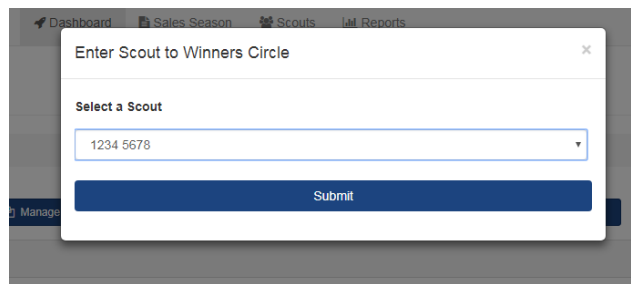 Dashboard Sales Season Scouts Reports
Enter Scout to Winners Circle ×
Select a Scout
1234 5678
Submit
Manage